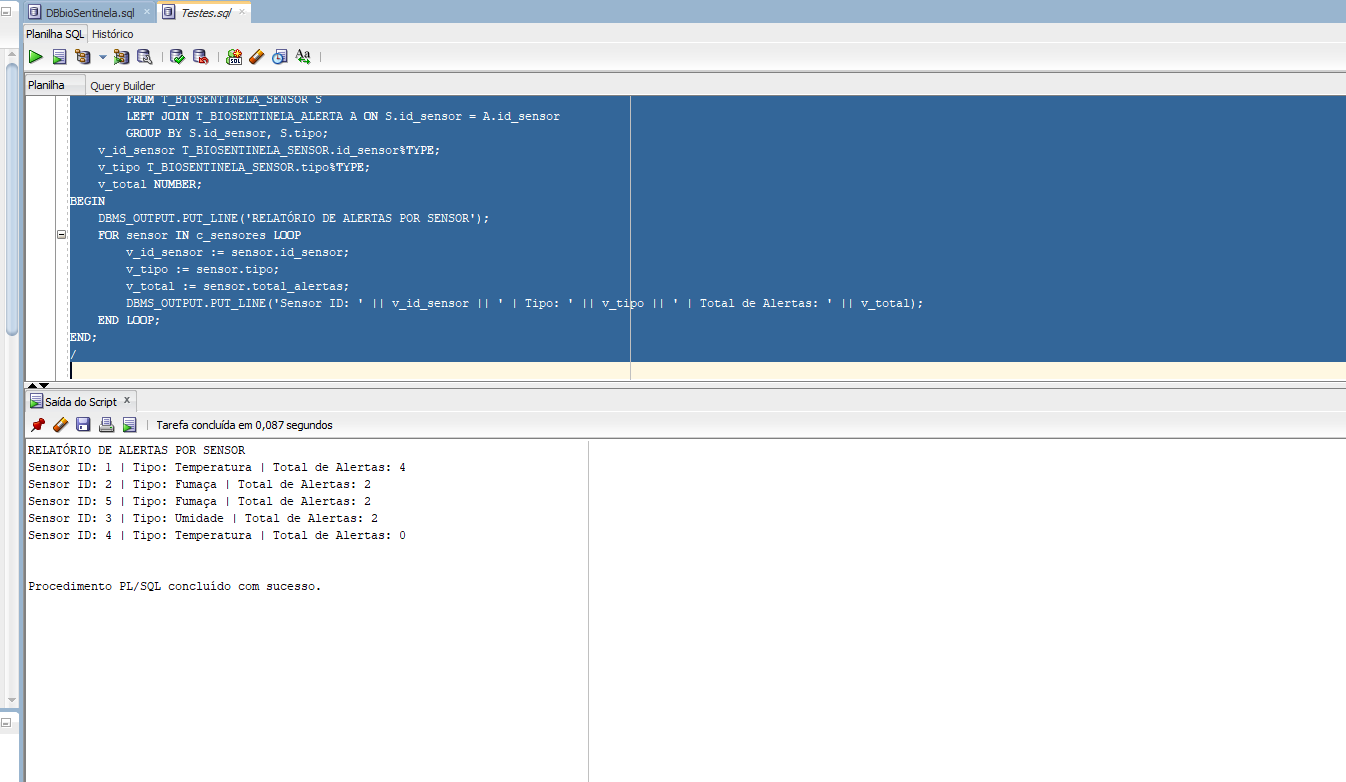 DBbioSentinela.sql
Testes.sql
Planilha SQL Histórico
Planilha Query Builder
FROM T_BIOSENTINELA_SENSOR S
LEFT JOIN T_BIOSENTINELA_ALERTA A ON S.id_sensor = A.id_sensor
GROUP BY S.id_sensor, S.tipo;
v_id_sensor T_BIOSENTINELA_SENSOR.id_sensor%TYPE;
v_tipo T_BIOSENTINELA_SENSOR.tipo%TYPE;
v_total NUMBER;
BEGIN
DBMS_OUTPUT.PUT_LINE('RELATÓRIO DE ALERTAS POR SENSOR');
FOR sensor IN c_sensores LOOP
v_id_sensor := sensor.id_sensor;
v_tipo := sensor.tipo;
v_total := sensor.total_alertas;
DBMS_OUTPUT.PUT_LINE('Sensor ID: ' || v_id_sensor || ' | Tipo: ' || v_tipo || ' | Total de Alertas: ' || v_total);
END LOOP;
END;
/
Saída do Script x
Tarefa concluída em 0,087 segundos
RELATÓRIO DE ALERTAS POR SENSOR
Sensor ID: 1 | Tipo: Temperatura | Total de Alertas: 4
Sensor ID: 2 | Tipo: Fumaça | Total de Alertas: 2
Sensor ID: 5 | Tipo: Fumaça | Total de Alertas: 2
Sensor ID: 3 | Tipo: Umidade | Total de Alertas: 2
Sensor ID: 4 | Tipo: Temperatura | Total de Alertas: 0
Procedimento PL/SQL concluído com sucesso.